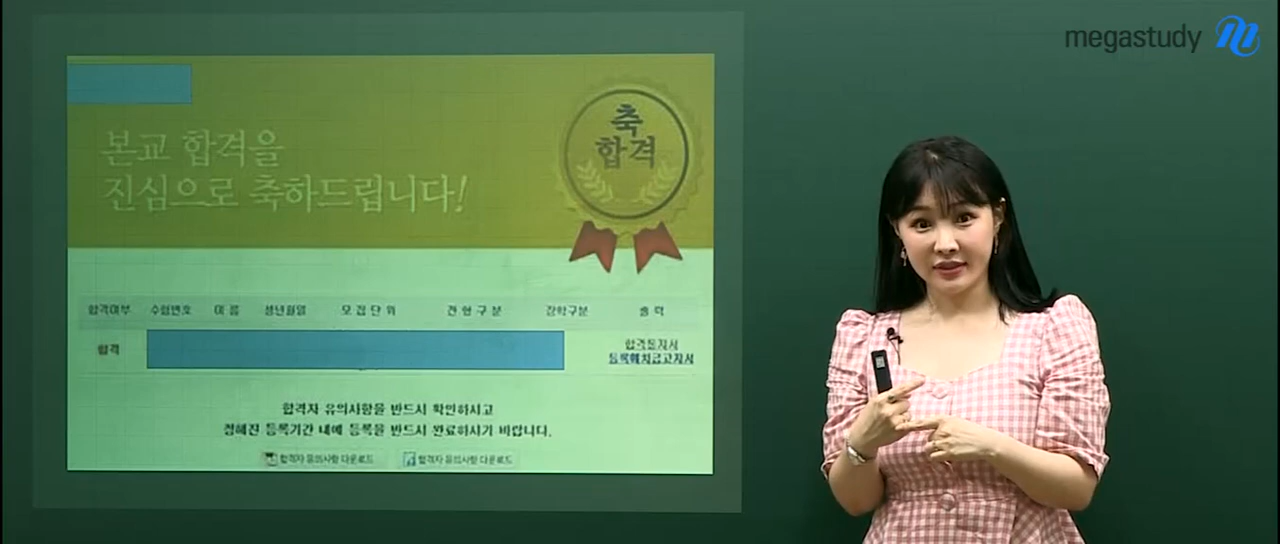 megastudy
본교 합격을
진심으로 축하드립니다!
축
합격
합격여부 수험번호 이 름 생년월일 모 집 단 위 전 형 구 분 장학구분 출 력
합격
합격통지서
등록예치금고지서
합격자 유의사항을 반드시 확인하시고
정해진 등록기간 내에 등록을 반드시 완료하시기 바랍니다.
합격자 유의사항 다운로드 합격자 유의사항 다운로드